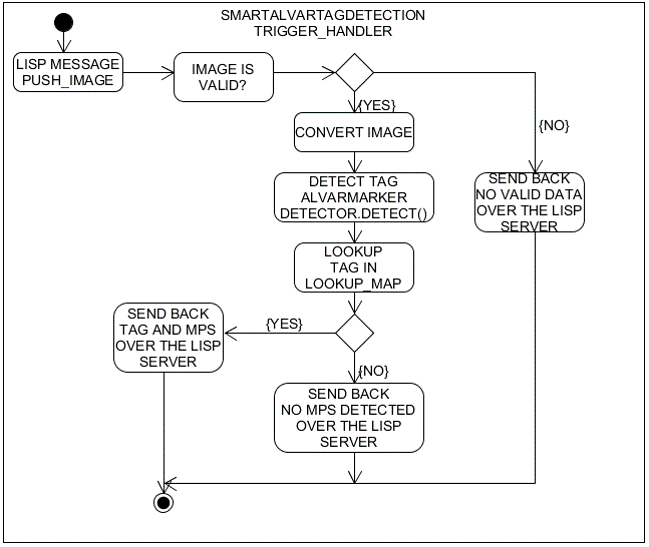 SMARTALVARTAGDETECTION
TRIGGER_HANDLER
LISP MESSAGE
PUSH_IMAGE
IMAGE IS
VALID?
{YES}
{NO}
CONVERT IMAGE
DETECT TAG
ALVARMARKER
DETECTOR.DETECT()
SEND BACK
NO VALID DATA
OVER THE LISP
SERVER
LOOKUP
TAG IN
LOOKUP_MAP
{YES}
SEND BACK
TAG AND MPS
OVER THE LISP
SERVER
{NO}
SEND BACK
NO MPS DETECTED
OVER THE LISP
SERVER